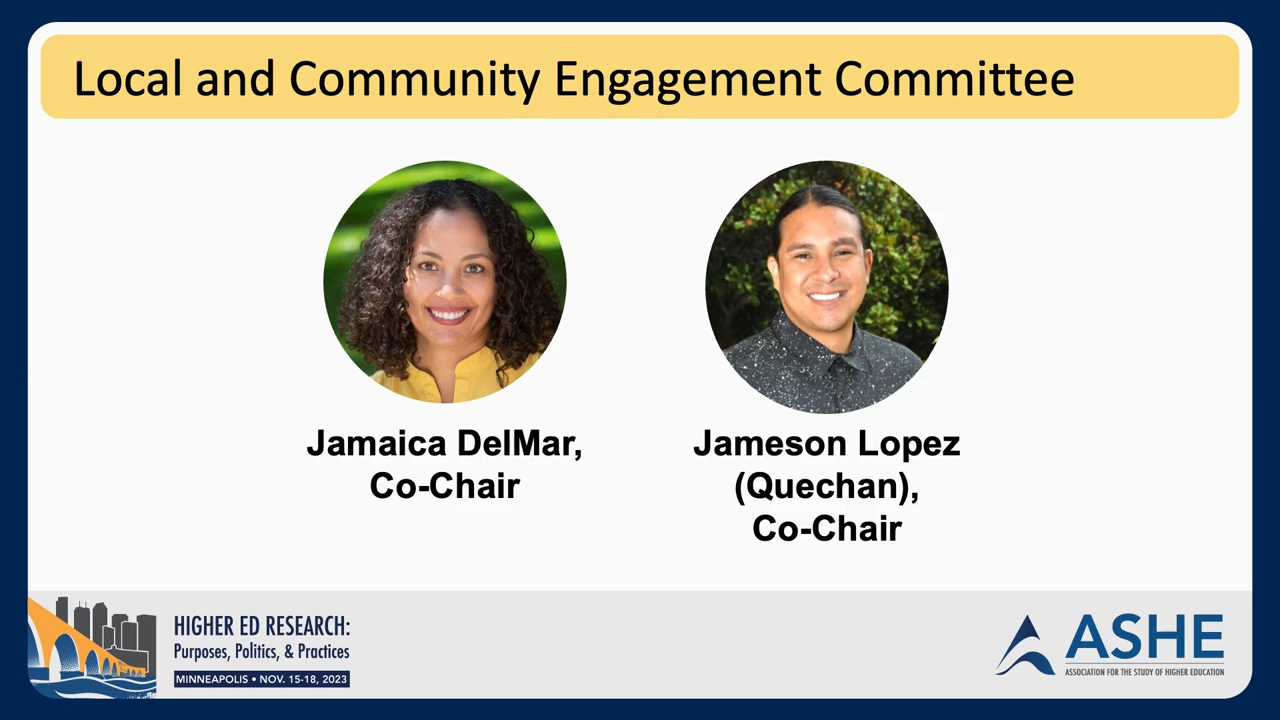 Local and Community Engagement Committee
Jamaica DelMar,
Co-Chair
Jameson Lopez
(Quechan),
Co-Chair
HIGHER ED RESEARCH:
Purposes, Politics, & Practices
MINNEAPOLIS • NOV. 15-18, 2023
ASHE
ASSOCIATION FOR THE STUDY OF HIGHER EDUCATION